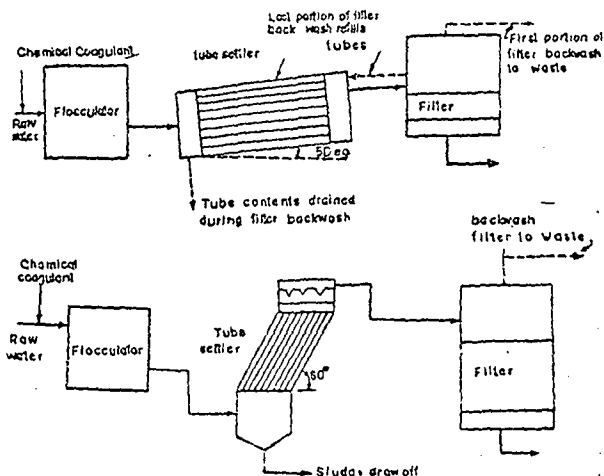 Chemical Coagulant
Raw
water
Flocculator
tube settler
Last portion of filter
back wash refills
tubes
First portion of
filter backwash
to waste
Filter
5Deg
Tube contents drained
during filter backwash
Chemical
coagulant
Raw
water
Flocculator
Tube
settler
60°
Sludge draw off
backwash
filter to Waste
Filter